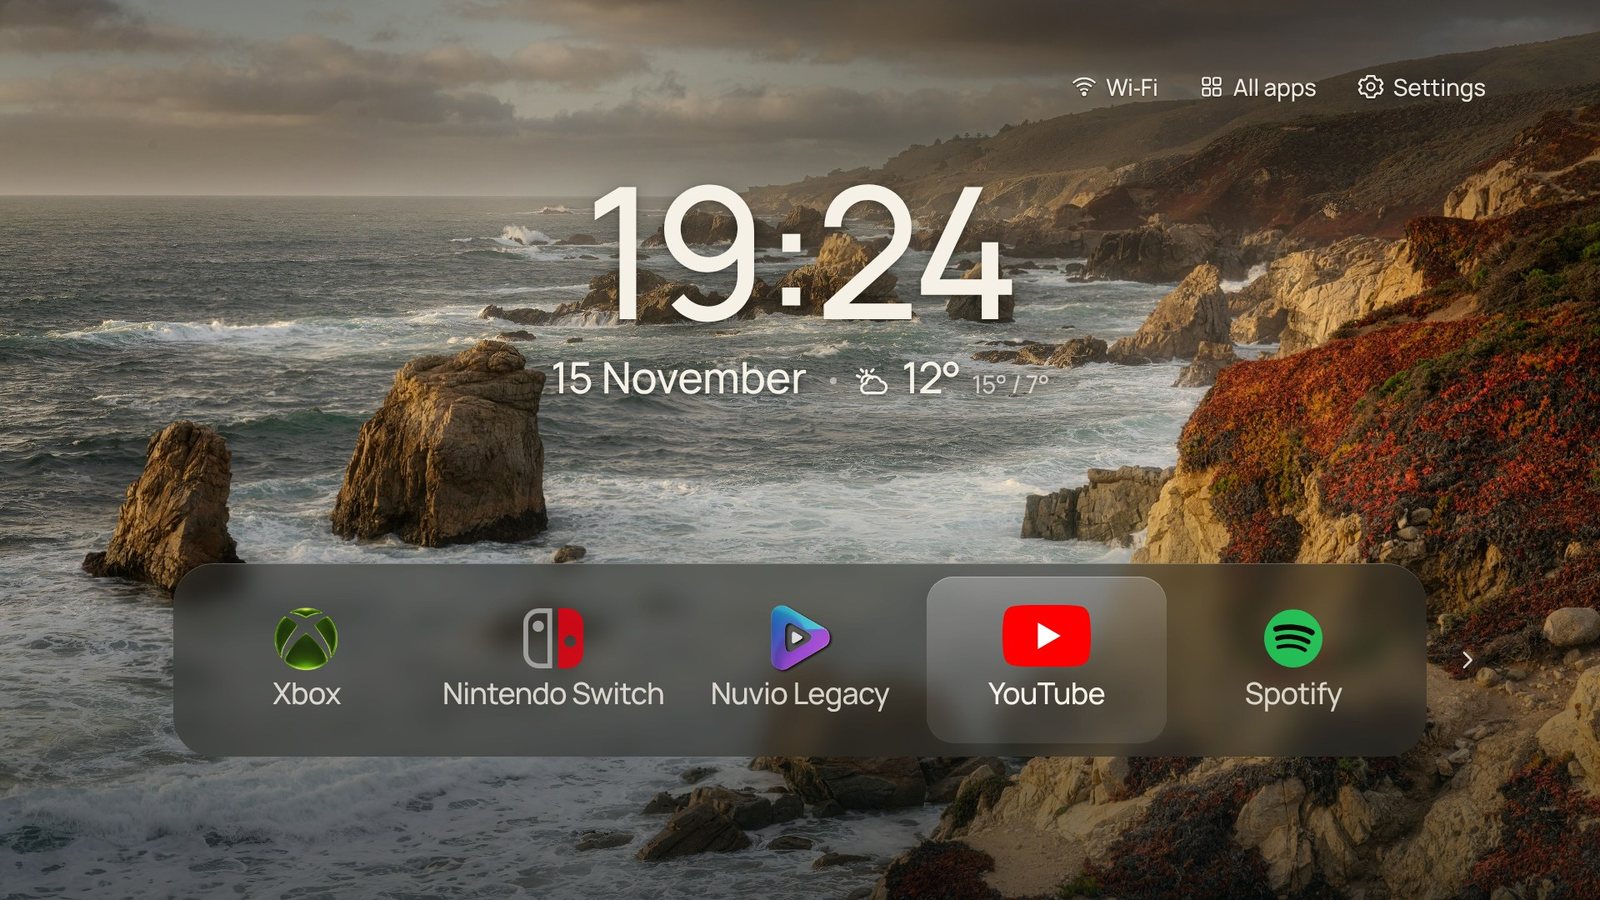 Wi-Fi All apps Settings
19:24
15 November · 12° 15° / 7°
Xbox Nintendo Switch Nuvio Legacy YouTube Spotify